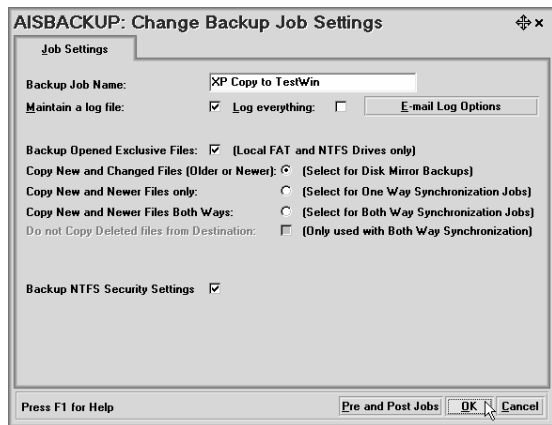 AISBACKUP: Change Backup Job Settings
Job Settings
Backup Job Name: XP Copy to TestWin
Maintain a log file: Log everything: E-mail Log Options
Backup Opened Exclusive Files: (Local FAT and NTFS Drives only)
Copy New and Changed Files (Older or Newer): (Select for Disk Mirror Backups)
Copy New and Newer Files only: (Select for One Way Synchronization Jobs)
Copy New and Newer Files Both Ways: (Select for Both Way Synchronization Jobs)
Do not Copy Deleted files from Destination: (Only used with Both Way Synchronization)
Backup NTFS Security Settings
Press F1 for Help Pre and Post Jobs OK Cancel